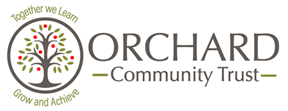 Together we Learn
Grow and Achieve
ORCHARD
Community Trust